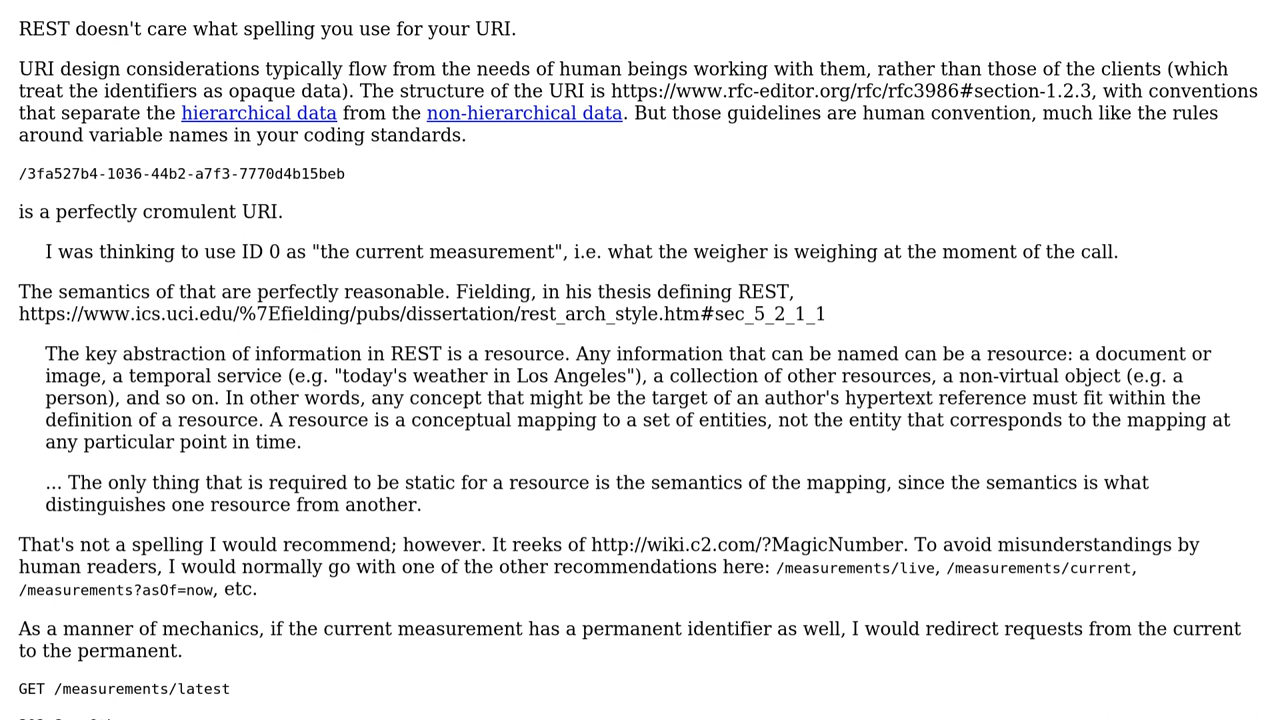 REST doesn't care what spelling you use for your URI.
URI design considerations typically flow from the needs of human beings working with them, rather than those of the clients (which
treat the identifiers as opaque data). The structure of the URI is https://www.rfc-editor.org/rfc/rfc3986#section-1.2.3, with conventions
that separate the hierarchical data from the non-hierarchical data. But those guidelines are human convention, much like the rules
around variable names in your coding standards.
/3fa527b4-1036-44b2-a7f3-7770d4b15beb
is a perfectly cromulent URI.
I was thinking to use ID 0 as "the current measurement", i.e. what the weigher is weighing at the moment of the call.
The semantics of that are perfectly reasonable. Fielding, in his thesis defining REST,
https://www.ics.uci.edu/%7Efielding/pubs/dissertation/rest_arch_style.htm#sec_5_2_1_1
The key abstraction of information in REST is a resource. Any information that can be named can be a resource: a document or
image, a temporal service (e.g. "today's weather in Los Angeles"), a collection of other resources, a non-virtual object (e.g. a
person), and so on. In other words, any concept that might be the target of an author's hypertext reference must fit within the
definition of a resource. A resource is a conceptual mapping to a set of entities, not the entity that corresponds to the mapping at
any particular point in time.
... The only thing that is required to be static for a resource is the semantics of the mapping, since the semantics is what
distinguishes one resource from another.
That's not a spelling I would recommend; however. It reeks of http://wiki.c2.com/?MagicNumber. To avoid misunderstandings by
human readers, I would normally go with one of the other recommendations here: /measurements/live, /measurements/current,
/measurements?asOf=now, etc.
As a manner of mechanics, if the current measurement has a permanent identifier as well, I would redirect requests from the current
to the permanent.
GET /measurements/latest